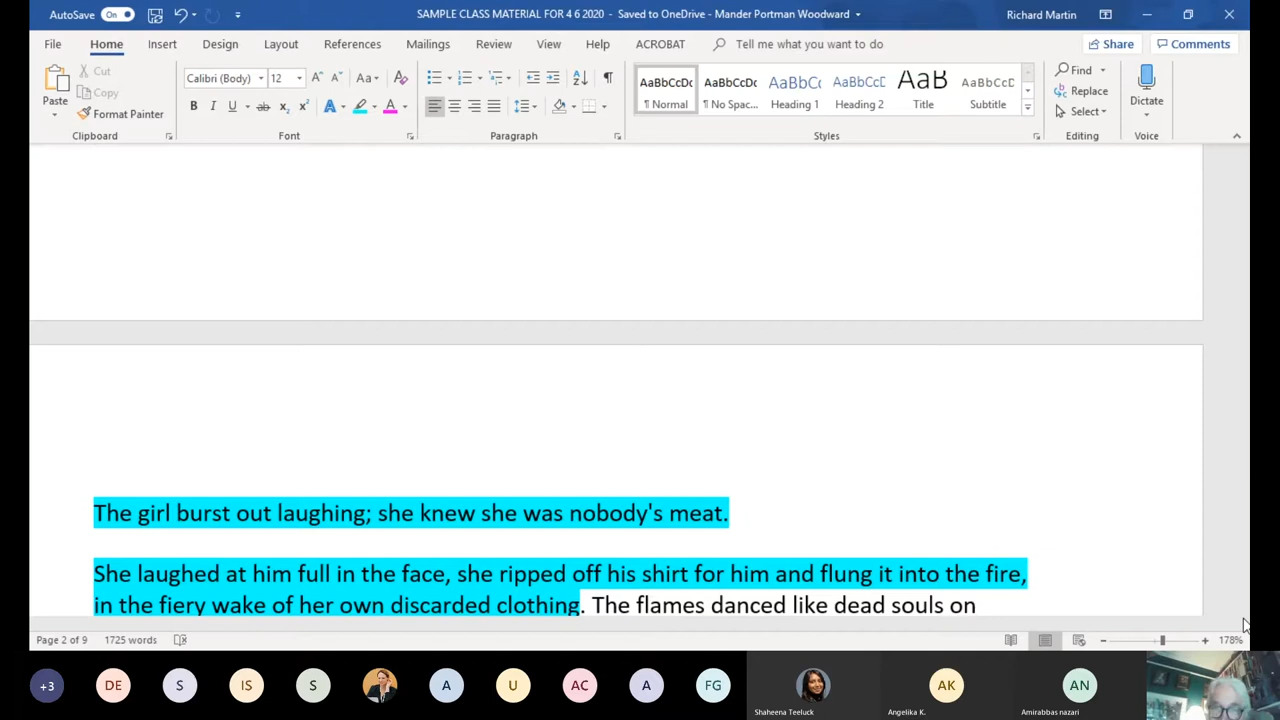 AutoSave On SAMPLE CLASS MATERIAL FOR 4 6 2020 - Saved to OneDrive - Mander Portman Woodward Richard Martin
File Home Insert Design Layout References Mailings Review View Help ACROBAT Tell me what you want to do Share Comments
Cut
Copy
Format Painter
Paste
Clipboard
Calibri (Body) 12
Font
Paragraph
AaBbCcDc AaBbCcDc AaBbCc AaBbCcD AaB AaBbCcD
¶ Normal ¶ No Spac... Heading 1 Heading 2 Title Subtitle
Styles
Find
Replace
Select
Editing
Dictate
Voice
The girl burst out laughing; she knew she was nobody's meat.
She laughed at him full in the face, she ripped off his shirt for him and flung it into the fire,
in the fiery wake of her own discarded clothing. The flames danced like dead souls on
Page 2 of 9 1725 words 178%
+3 DE S IS S A U AC A FG AK AN
Shaheena Teeluck Angelika K. Amirabbas nazari